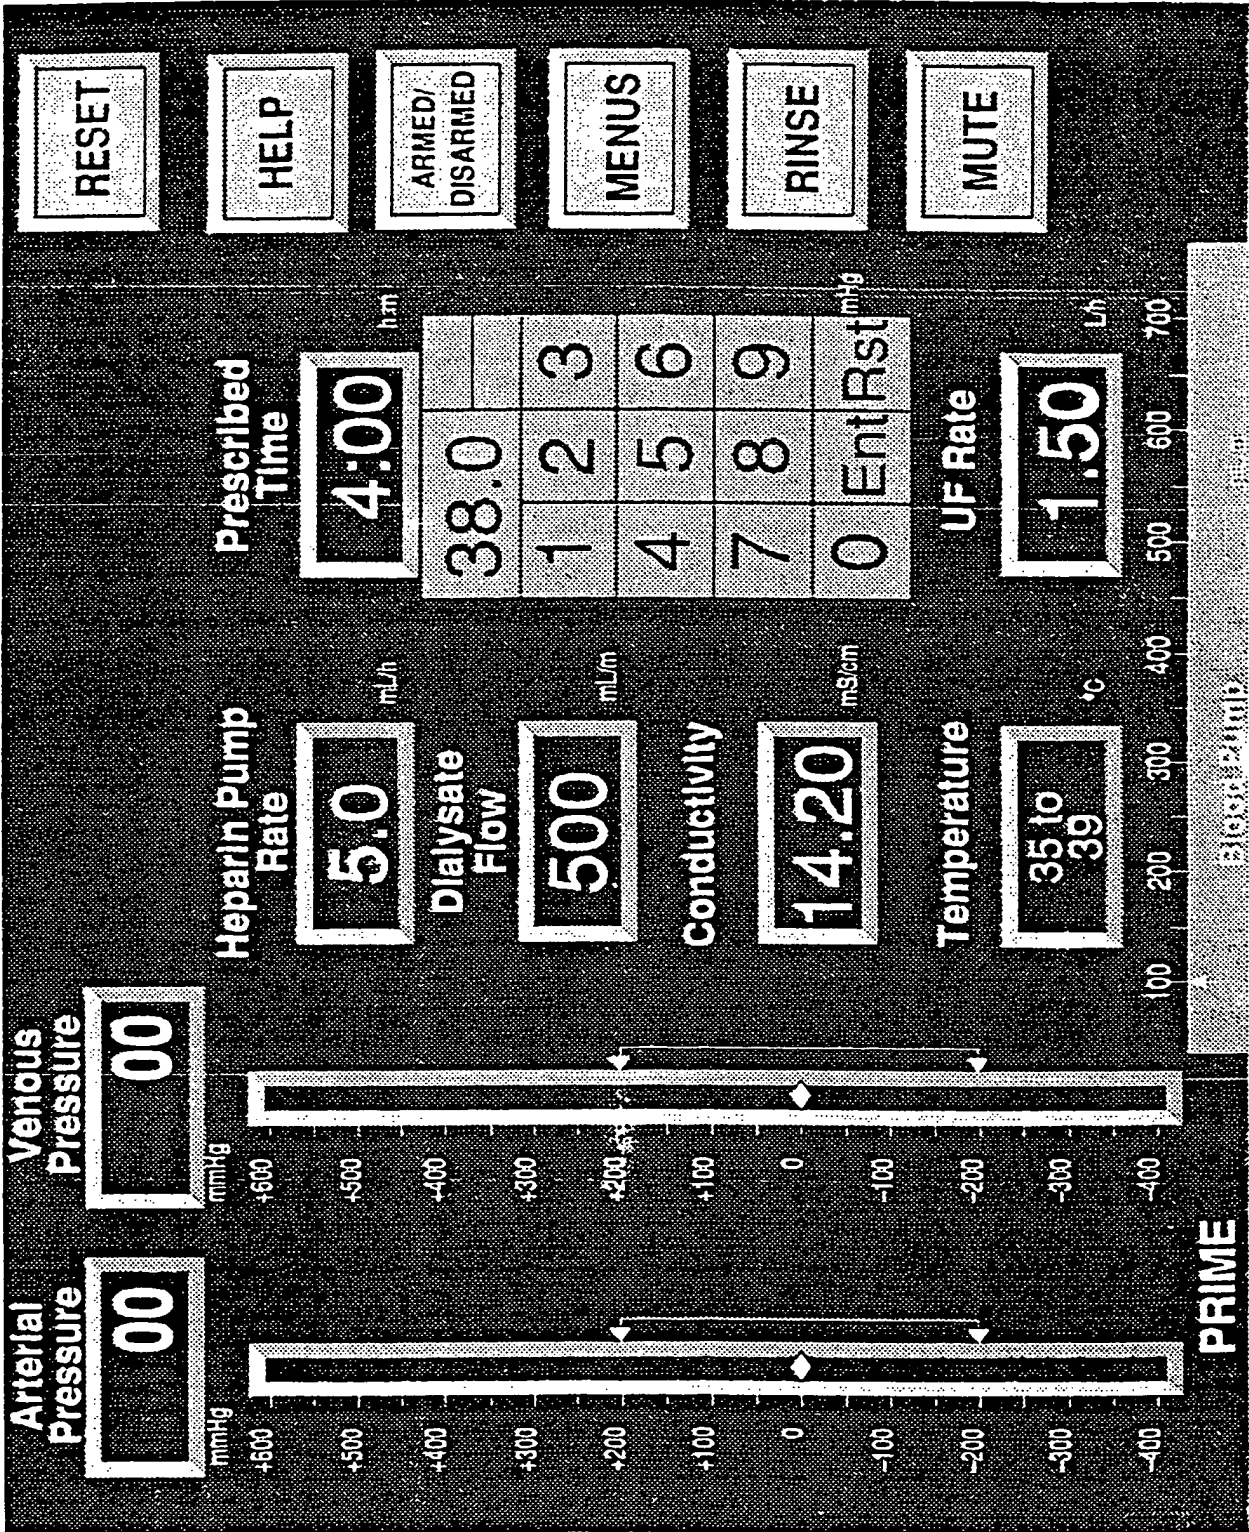 Arterial
Pressure
00
mmHg
+600
+500
+400
+300
+200
+100
0
-100
-200
-300
-400
Venous
Pressure
00
mmHg
+600
+500
+400
+300
+200
+100
0
-100
-200
-300
-400
PRIME
Heparin Pump
Rate
5.0
mL/h
Dialysate
Flow
500
mL/m
Conductivity
14.20
mS/cm
Temperature
35 to
39
°C
Prescribed
Time
4:00
h:m
38.0
1 2 3
4 5 6
7 8 9
0 Ent Rst
mHg
UF Rate
1.50
L/h
100 200 300 400 500 600 700
Blood Pump
RESET
HELP
ARMED/
DISARMED
MENUS
RINSE
MUTE